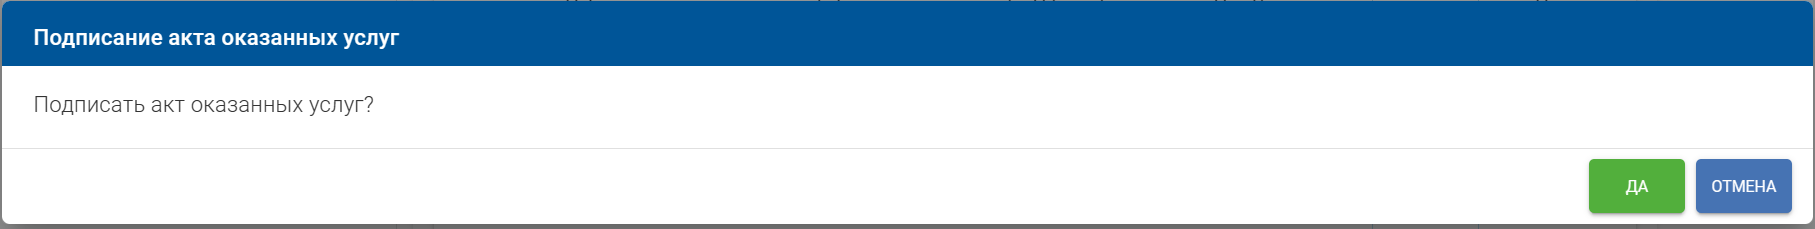 Подписание акта оказанных услуг
Подписать акт оказанных услуг?
ДА
ОТМЕНА